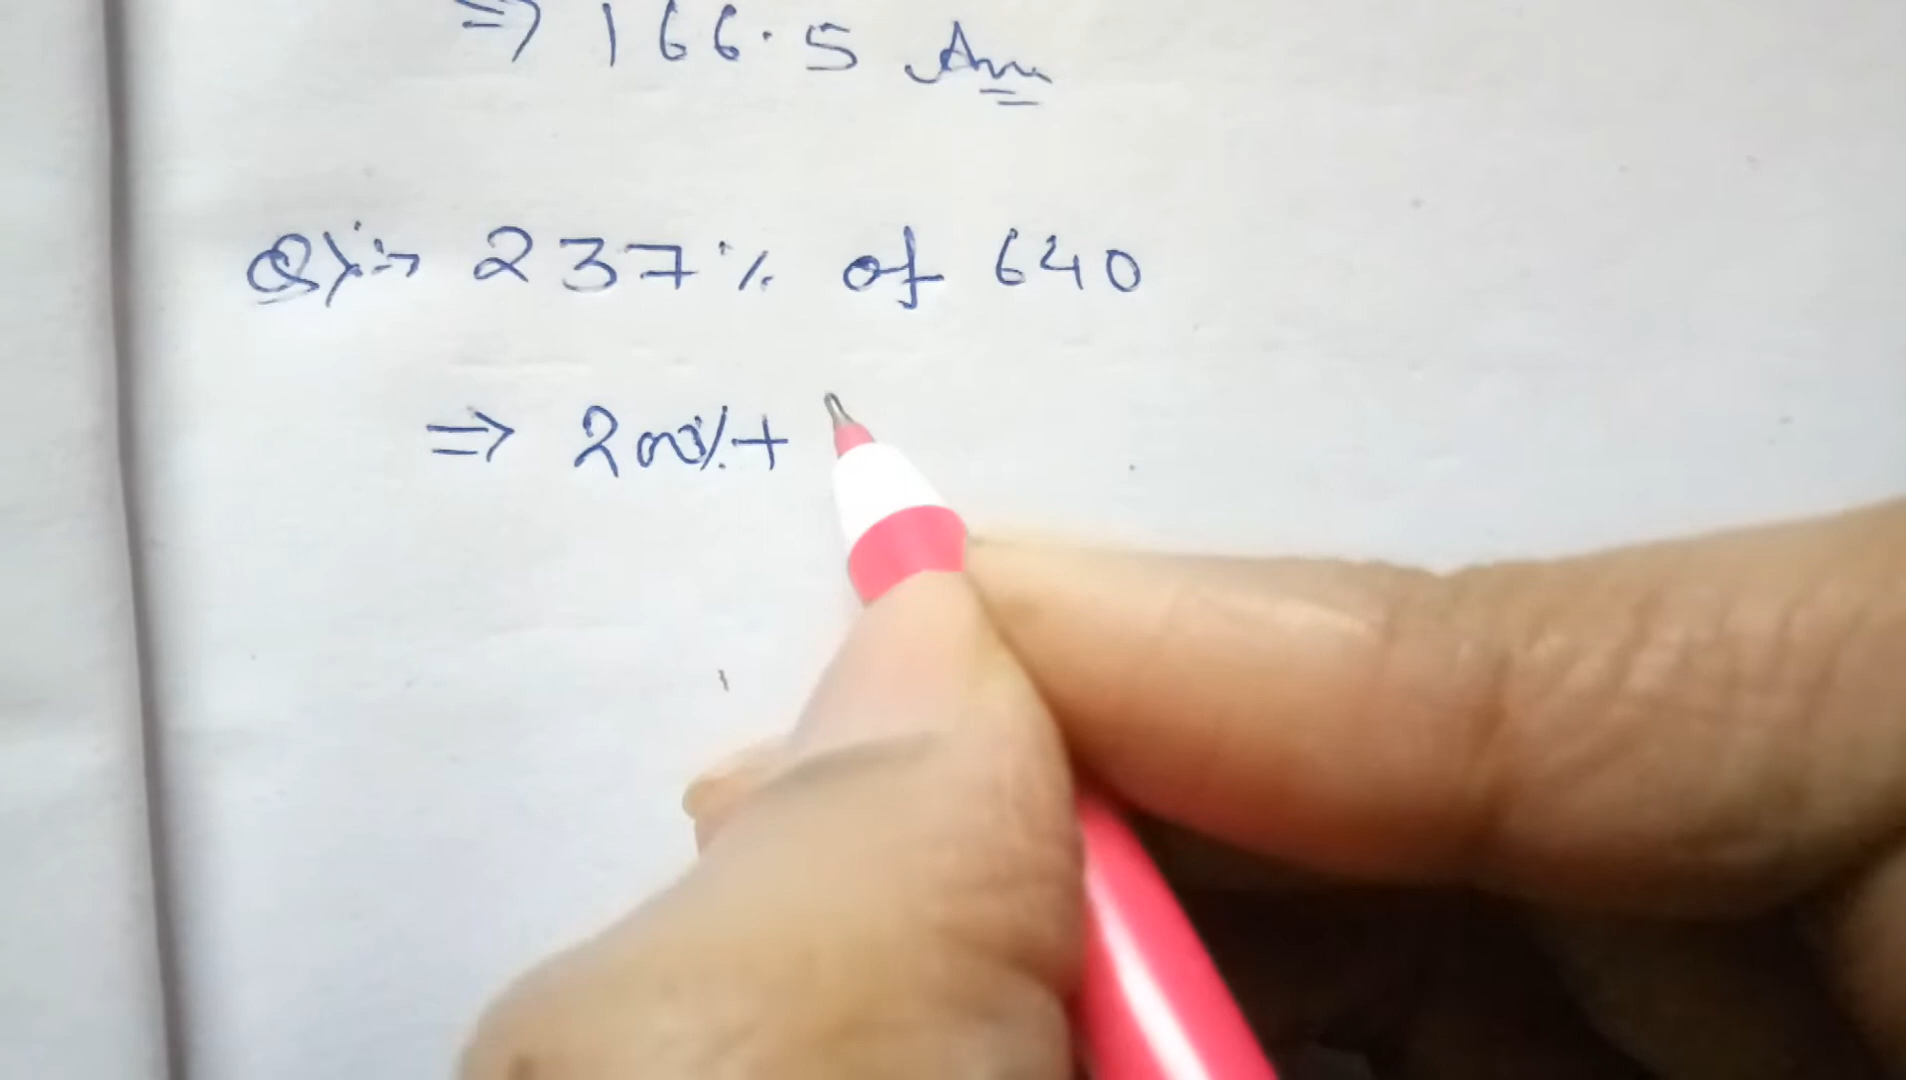 ⇒ 166.5 Ans
Q):→ 237% of 640
⇒ 200% +